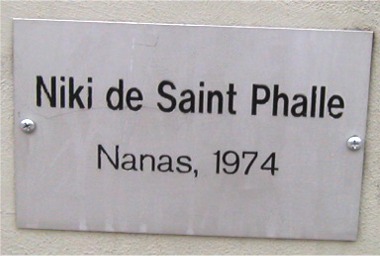 Niki de Saint Phalle
Nanas, 1974